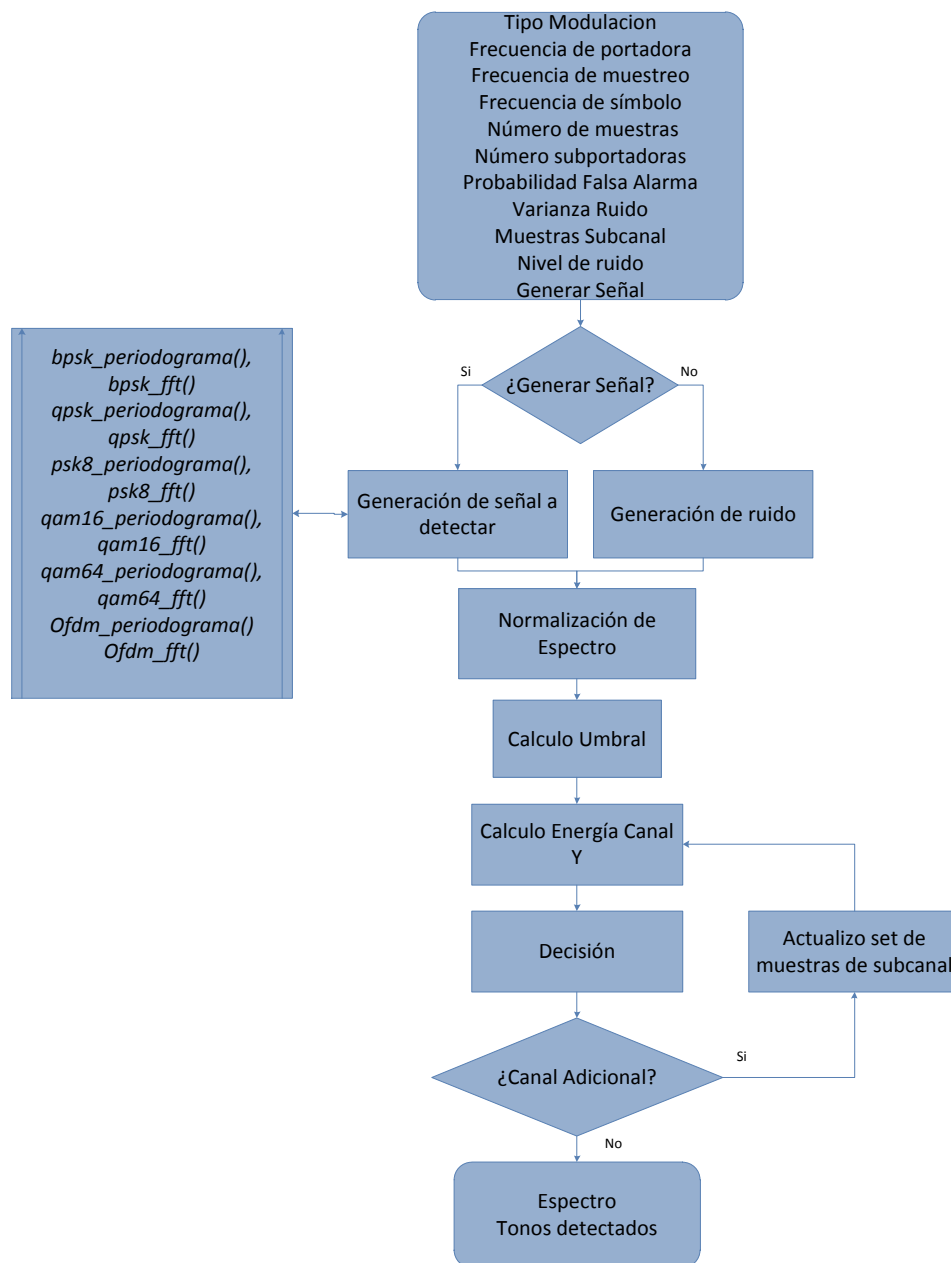 Tipo Modulacion
Frecuencia de portadora
Frecuencia de muestreo
Frecuencia de símbolo
Número de muestras
Número subportadoras
Probabilidad Falsa Alarma
Varianza Ruido
Muestras Subcanal
Nivel de ruido
Generar Señal
¿Generar Señal?
Si
No
bpsk_periodograma(),
bpsk_fft()
qpsk_periodograma(),
qpsk_fft()
psk8_periodograma(),
psk8_fft()
qam16_periodograma(),
qam16_fft()
qam64_periodograma(),
qam64_fft()
Ofdm_periodograma()
Ofdm_fft()
Generación de señal a
detectar
Generación de ruido
Normalización de
Espectro
Calculo Umbral
Calculo Energía Canal
Y
Decisión
Actualizo set de
muestras de subcanal
¿Canal Adicional?
Si
No
Espectro
Tonos detectados